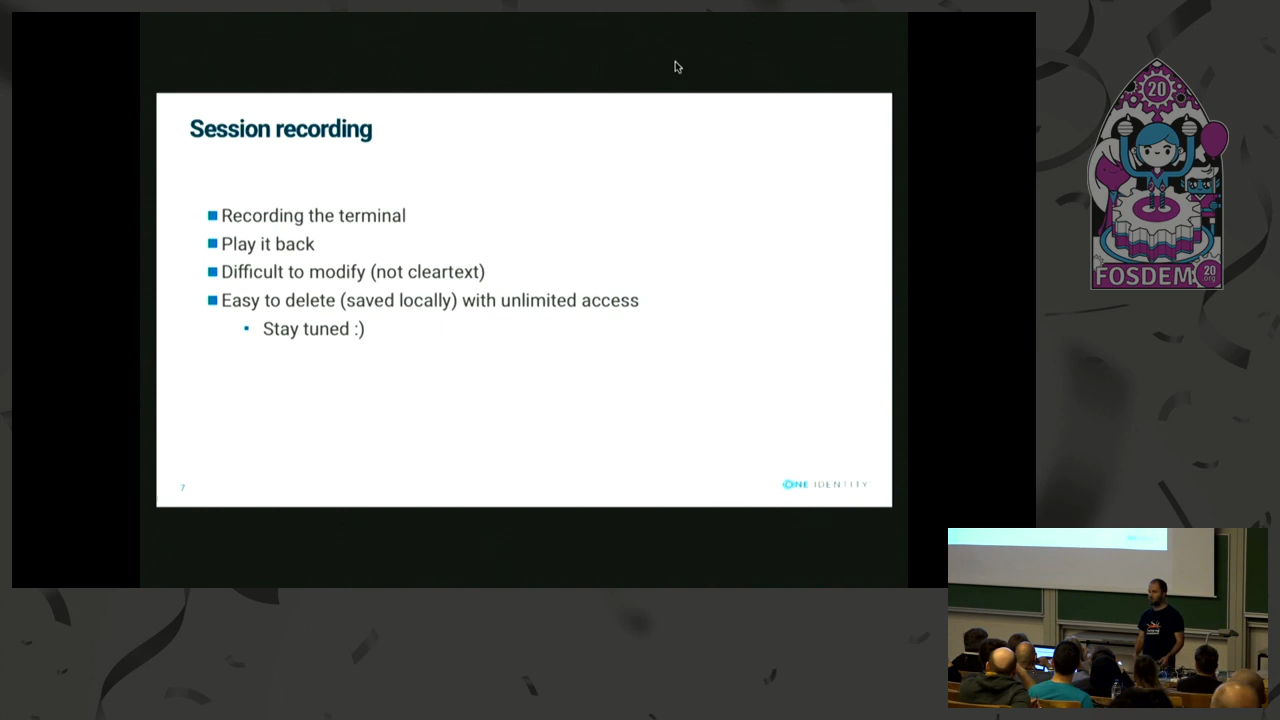 Session recording
Recording the terminal
Play it back
Difficult to modify (not cleartext)
Easy to delete (saved locally) with unlimited access
Stay tuned :)
7
ONE IDENTITY
20
FOSDEM
20
.org